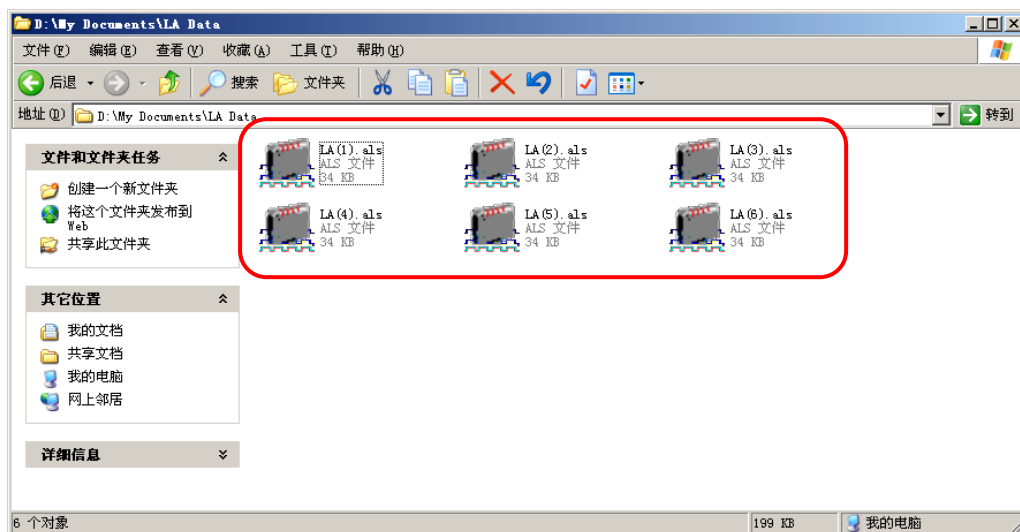 D:\My Documents\LA Data
文件(F) 编辑(E) 查看(V) 收藏(A) 工具(T) 帮助(H)
后退 搜索 文件夹
地址(D) D:\My Documents\LA Data 转到
文件和文件夹任务
创建一个新文件夹
将这个文件夹发布到
Web
共享此文件夹
其它位置
我的文档
共享文档
我的电脑
网上邻居
详细信息
LA(1).als
ALS 文件
34 KB
LA(2).als
ALS 文件
34 KB
LA(3).als
ALS 文件
34 KB
LA(4).als
ALS 文件
34 KB
LA(5).als
ALS 文件
34 KB
LA(6).als
ALS 文件
34 KB
6 个对象 199 KB 我的电脑